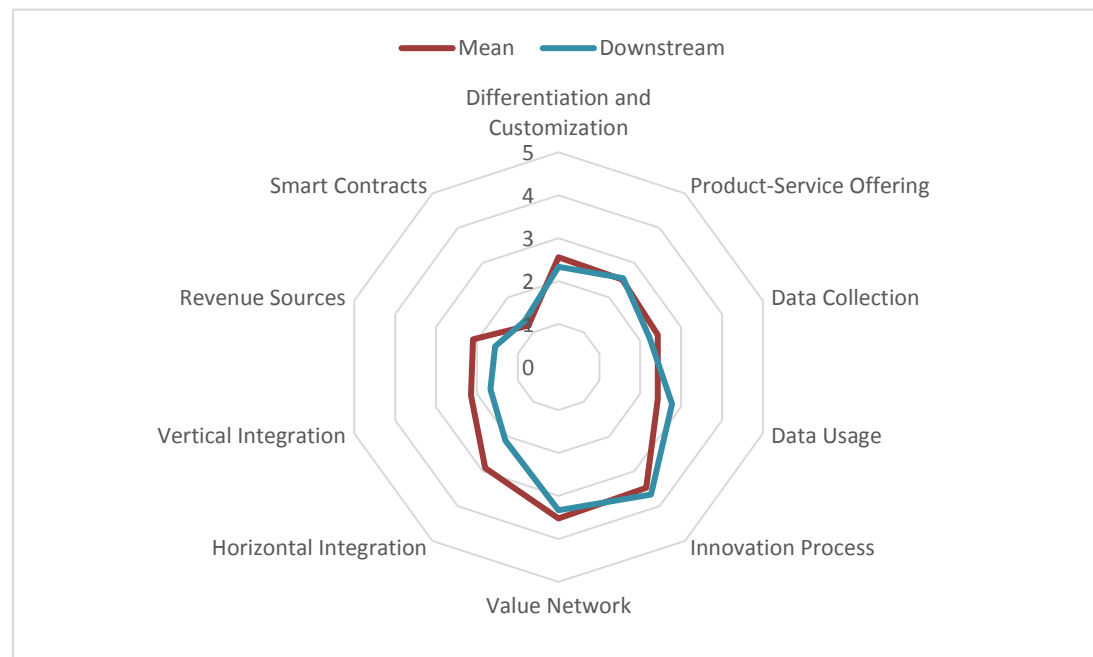 Mean
Downstream
Differentiation and
Customization
5
Smart Contracts
Product-Service Offering
4
3
2
Revenue Sources
Data Collection
1
0
Vertical Integration
Data Usage
Horizontal Integration
Innovation Process
Value Network